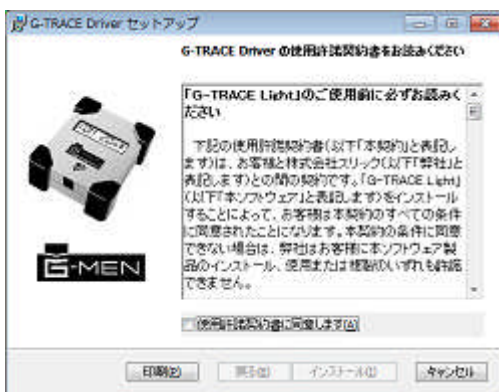 G-TRACE Driver セットアップ
G-TRACE Driver の使用許諾契約書をお読みください
「G-TRACE Light」のご使用前に必ずお読みく
ださい
下記の使用許諾契約書(以下「本契約」と表記し
ます)は、お客様と株式会社スリック(以下「弊社」と
表記します)との間の契約です。「G-TRACE Light」
(以下「本ソフトウェア」と表記します)をインストール
することによって、お客様は本契約のすべての条件
に同意されたことになります。本契約の条件に同意
できない場合は、弊社はお客様に本ソフトウェア製
品のインストール、使用または複製のいずれも許諾
できません。
G-MEN
使用許諾契約書に同意します(A)
印刷(P)
戻る(B)
インストール(I)
キャンセル